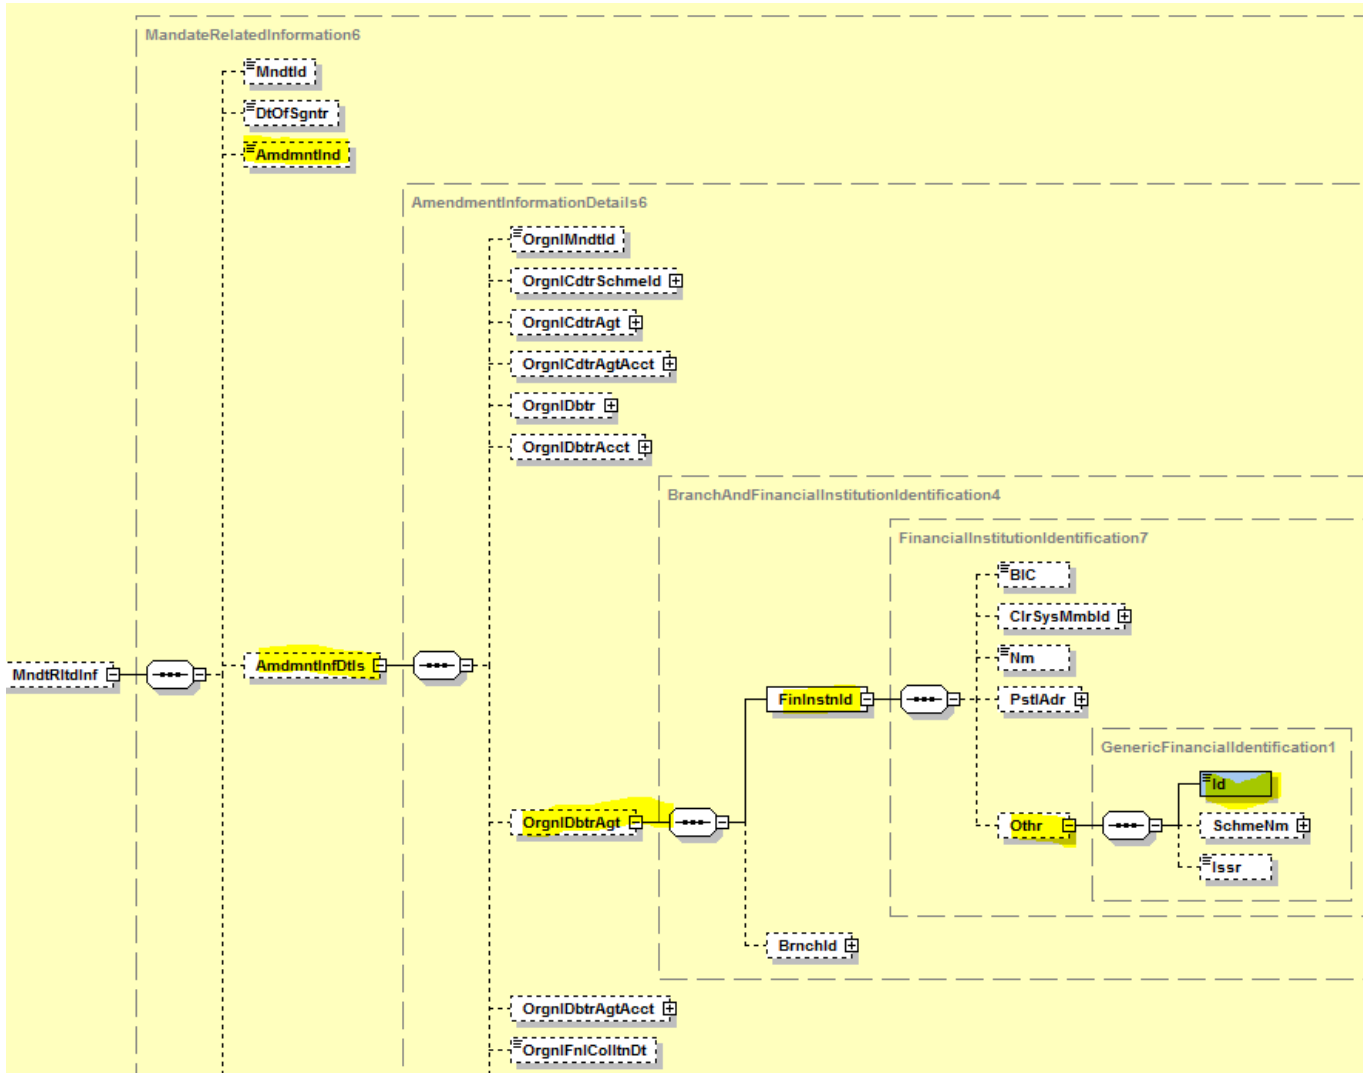 MandateRelatedInformation6
MndtId
DtOfSgntr
AmdmntInd
AmendmentInformationDetails6
OrgnlMndtId
OrgnlCdtrSchmeId
OrgnlCdtrAgt
OrgnlCdtrAgtAcct
OrgnlDbtr
OrgnlDbtrAcct
BranchAndFinancialInstitutionIdentification4
FinancialInstitutionIdentification7
BIC
ClrSysMmbId
Nm
MndtRltdInf
AmdmntInfDtls
FinInstnId
PstlAdr
GenericFinancialIdentification1
Id
OrgnlDbtrAgt
Othr
SchmeNm
Issr
BrnchId
OrgnlDbtrAgtAcct
OrgnlFnlColltnDt